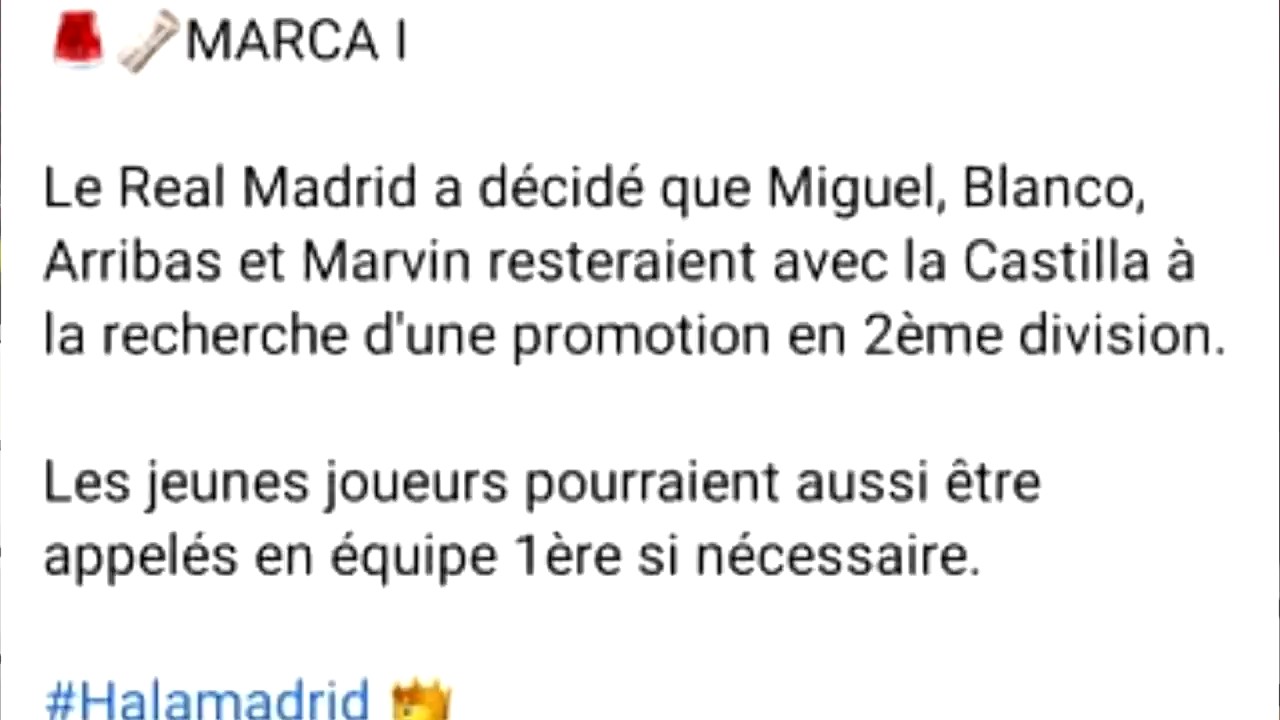 🚨🗞️MARCA I
Le Real Madrid a décidé que Miguel, Blanco,
Arribas et Marvin resteraient avec la Castilla à
la recherche d'une promotion en 2ème division.
Les jeunes joueurs pourraient aussi être
appelés en équipe 1ère si nécessaire.
#Halamadrid 👑